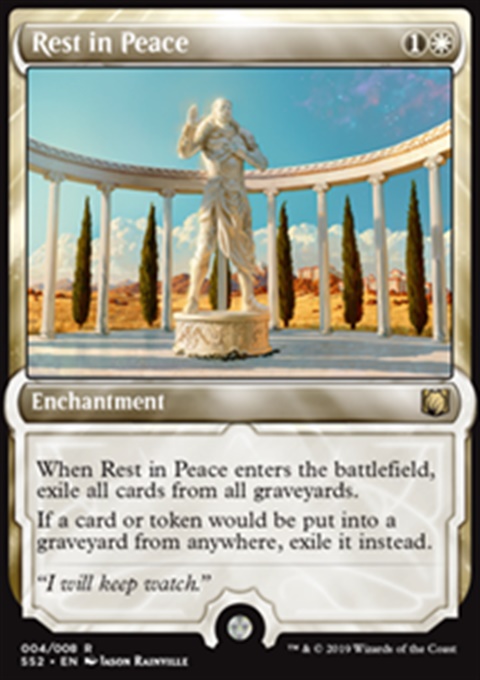 Rest in Peace 1
Enchantment
When Rest in Peace enters the battlefield,
exile all cards from all graveyards.
If a card or token would be put into a
graveyard from anywhere, exile it instead.
"I will keep watch."
004/008 R
SS2 • EN Jason Rainville
™ & © 2019 Wizards of the Coast